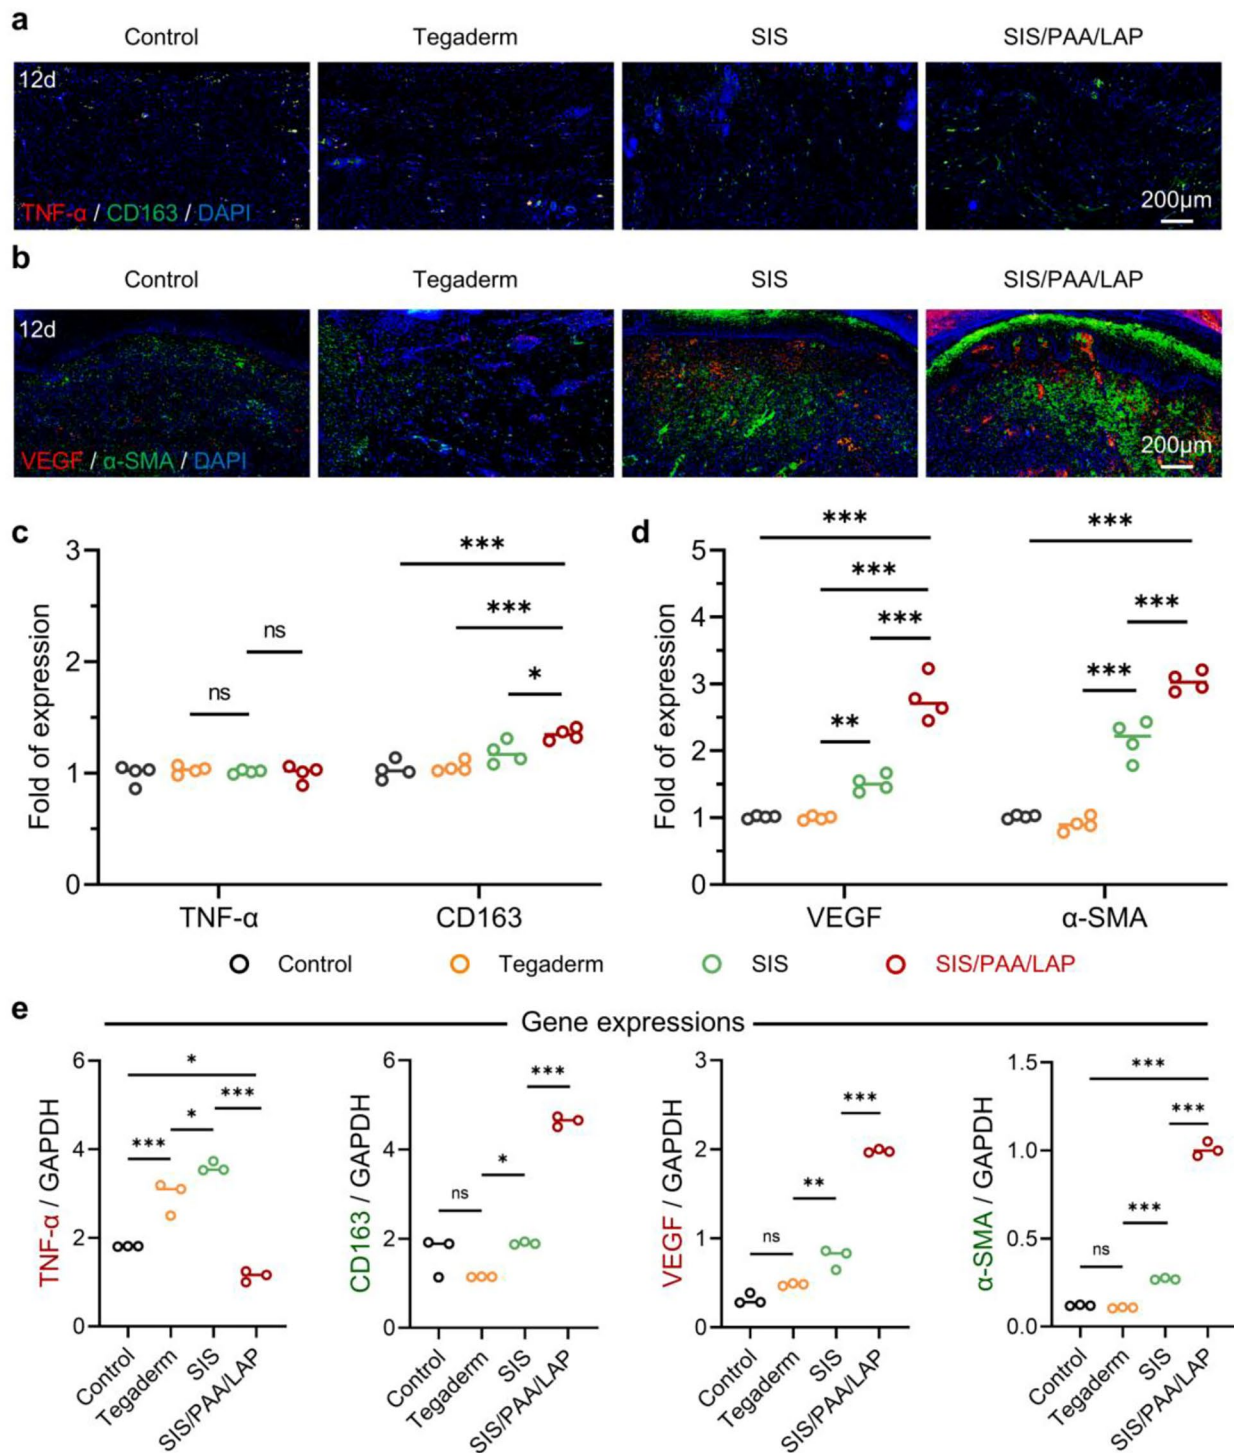 a
Control Tegaderm SIS SIS/PAA/LAP
12d
TNF-α / CD163 / DAPI
200μm
b
Control Tegaderm SIS SIS/PAA/LAP
12d
VEGF / α-SMA / DAPI
200μm
c
Fold of expression
3
2
1
0
ns
ns
***
***
*
TNF-α CD163
d
Fold of expression
5
4
3
2
1
0
***
***
***
**
***
***
***
VEGF α-SMA
Control Tegaderm SIS SIS/PAA/LAP
e
Gene expressions
TNF-α / GAPDH
6
4
2
0
*
***
*
***
Control
Tegaderm
SIS
SIS/PAA/LAP
CD163 / GAPDH
6
4
2
0
***
*
ns
Control
Tegaderm
SIS
SIS/PAA/LAP
VEGF / GAPDH
3
2
1
0
***
**
ns
Control
Tegaderm
SIS
SIS/PAA/LAP
α-SMA / GAPDH
1.5
1.0
0.5
0.0
***
***
***
ns
Control
Tegaderm
SIS
SIS/PAA/LAP